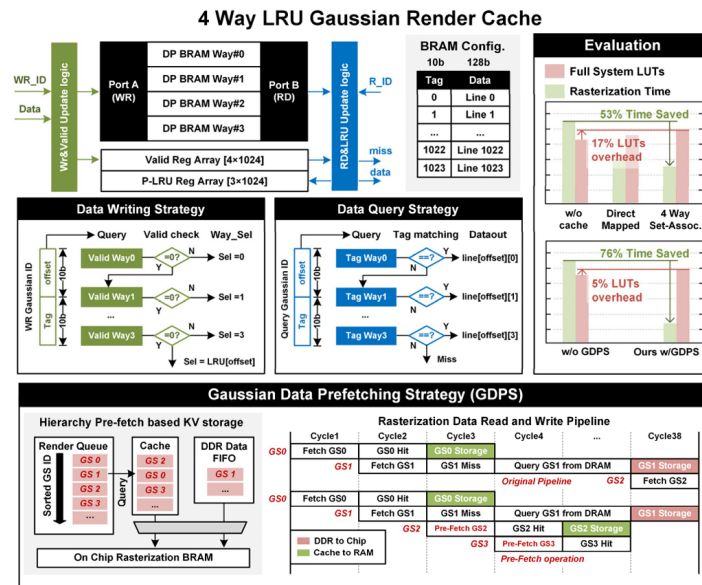 4 Way LRU Gaussian Render Cache
WR_ID
Data
Wr&Valid Update logic
Port A
(WR)
DP BRAM Way#0
DP BRAM Way#1
DP BRAM Way#2
DP BRAM Way#3
Port B
(RD)
Valid Reg Array [4×1024]
P-LRU Reg Array [3×1024]
RD&LRU Update logic
R_ID
miss
data
BRAM Config.
10b 128b
Tag Data
0 Line 0
1 Line 1
... ...
1022 Line 1022
1023 Line 1023
Evaluation
Full System LUTs
Rasterization Time
53% Time Saved
17% LUTs
overhead
w/o
cache
Direct
Mapped
4 Way
Set-Assoc.
76% Time Saved
5% LUTs
overhead
w/o GDPS
Ours w/GDPS
Data Writing Strategy
Query Valid check Way_Sel
WR Gaussian ID
offset
10b
Tag
10b
Valid Way0
=0?
N
Sel =0
Y
Valid Way1
=0?
N
Sel =1
...
Y
Valid Way3
=0?
N
Sel =3
Y
Sel = LRU[offset]
Data Query Strategy
Query Tag matching Dataout
Query Gaussian ID
offset
10b
Tag
10b
Tag Way0
==?
Y
line[offset][0]
N
Tag Way1
==?
Y
line[offset][1]
...
N
Tag Way3
==?
Y
line[offset][3]
N
Miss
Gaussian Data Prefetching Strategy (GDPS)
Hierarchy Pre-fetch based KV storage
Render Queue
Sorted GS ID
GS 0
GS 1
GS 2
GS 3
...
Query
Cache
GS 2
GS 0
GS 3
...
DDR Data
FIFO
GS 1
...
On Chip Rasterization BRAM
Rasterization Data Read and Write Pipeline
Cycle1 Cycle2 Cycle3 Cycle4 ... Cycle38
GS0 Fetch GS0 GS0 Hit GS0 Storage
GS1 Fetch GS1 GS1 Miss Query GS1 from DRAM GS1 Storage
Original Pipeline GS2 Fetch GS2
GS0 Fetch GS0 GS0 Hit GS0 Storage
GS1 Fetch GS1 GS1 Miss Query GS1 from DRAM GS1 Storage
GS2 Pre-Fetch GS2 GS2 Hit GS2 Storage
GS3 Pre-Fetch GS3 GS3 Hit
Pre-Fetch operation
DDR to Chip
Cache to RAM